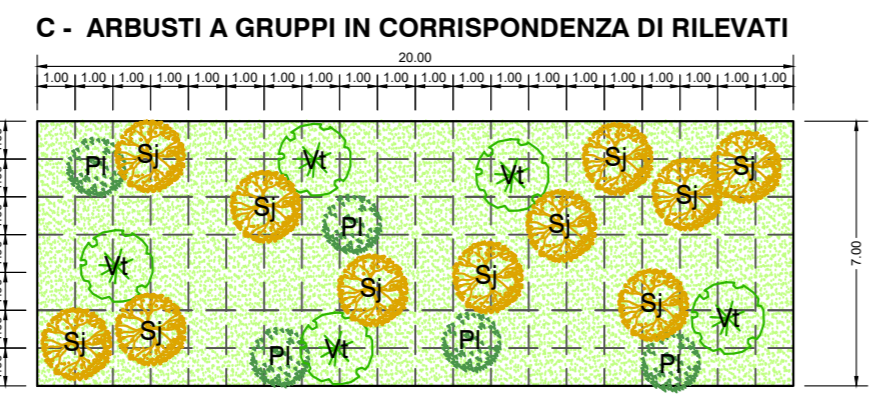 C - ARBUSTI A GRUPPI IN CORRISPONDENZA DI RILEVATI
20.00
1.00 1.00 1.00 1.00 1.00 1.00 1.00 1.00 1.00 1.00 1.00 1.00 1.00 1.00 1.00 1.00 1.00 1.00 1.00 1.00
Pl Sj Vt Vt Sj Sj Sj
Sj Pl Sj
7.00
Vt Sj Sj Sj Vt
Sj Sj Pl Vt Pl Pl